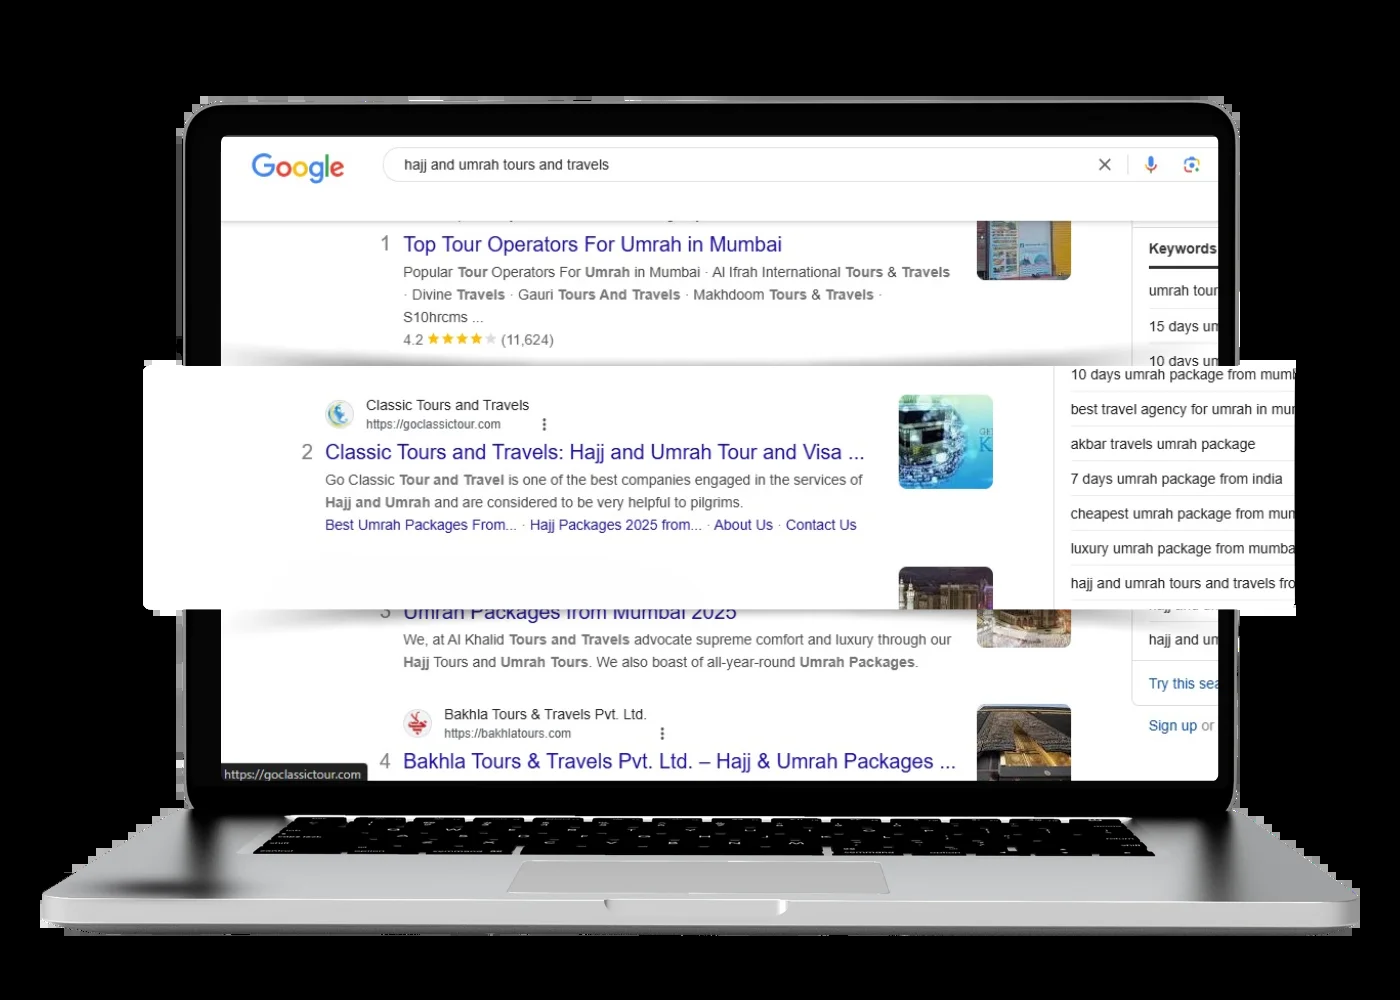 Google
hajj and umrah tours and travels
1 Top Tour Operators For Umrah in Mumbai
Popular Tour Operators For Umrah in Mumbai · Al Ifrah International Tours & Travels
· Divine Travels · Gauri Tours And Travels · Makhdoom Tours & Travels ·
S10hrcms ...
4.2 ★★★★★ (11,624)
Keywords
umrah tour
15 days um
10 days um
Classic Tours and Travels
https://goclassictour.com
2 Classic Tours and Travels: Hajj and Umrah Tour and Visa ...
Go Classic Tour and Travel is one of the best companies engaged in the services of
Hajj and Umrah and are considered to be very helpful to pilgrims.
Best Umrah Packages From... · Hajj Packages 2025 from... · About Us · Contact Us
10 days umrah package from mumb
best travel agency for umrah in mur
akbar travels umrah package
7 days umrah package from india
cheapest umrah package from mun
luxury umrah package from mumba
hajj and umrah tours and travels fro
3 Umrah Packages from Mumbai 2025
We, at Al Khalid Tours and Travels advocate supreme comfort and luxury through our
Hajj Tours and Umrah Tours. We also boast of all-year-round Umrah Packages.
hajj and um
Try this sea
Sign up or
Bakhla Tours & Travels Pvt. Ltd.
https://bakhlatours.com
4 Bakhla Tours & Travels Pvt. Ltd. – Hajj & Umrah Packages ...
https://goclassictour.com